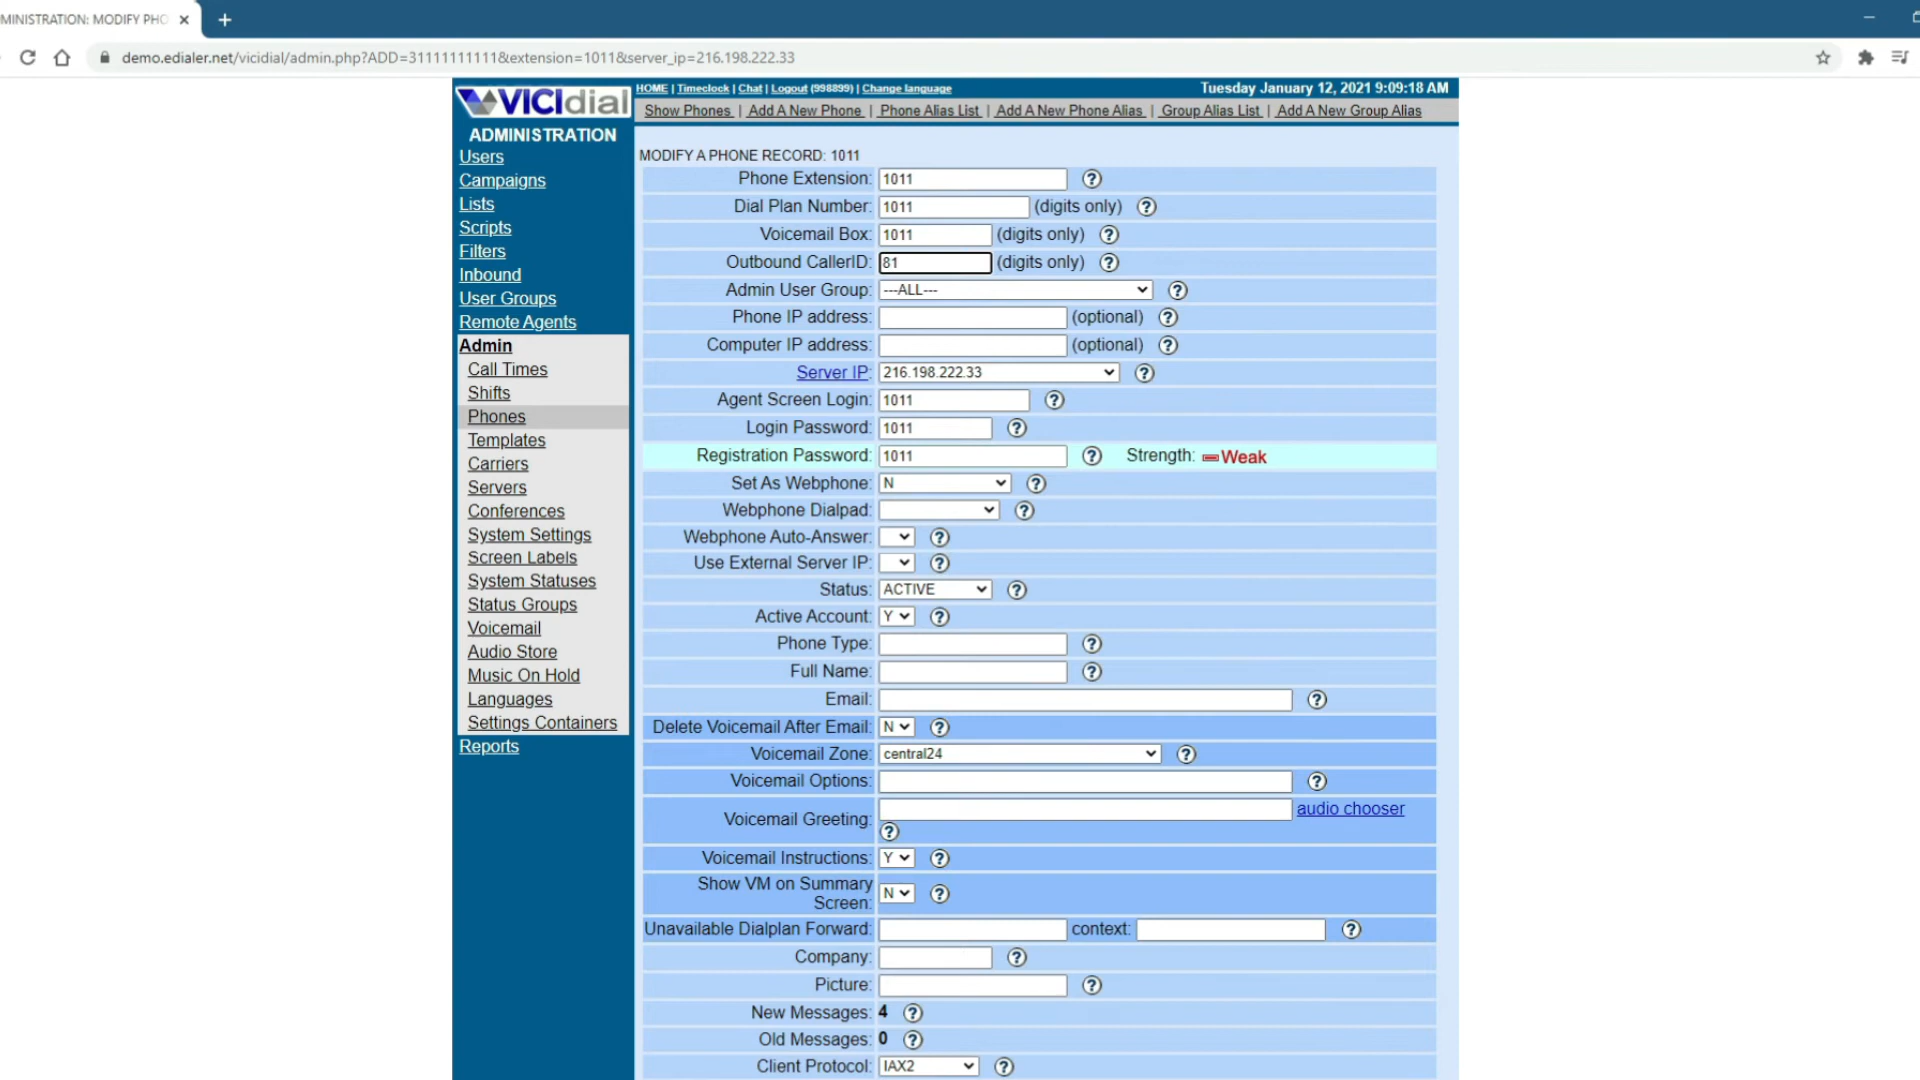 MINISTRATION: MODIFY PHO
demo.edialer.net/vicidial/admin.php?ADD=31111111111&extension=1011&server_ip=216.198.222.33
VICIdial
HOME | Timeclock | Chat | Logout (998899) | Change language
Tuesday January 12, 2021 9:09:18 AM
Show Phones | Add A New Phone | Phone Alias List | Add A New Phone Alias | Group Alias List | Add A New Group Alias
ADMINISTRATION
Users
Campaigns
Lists
Scripts
Filters
Inbound
User Groups
Remote Agents
Admin
Call Times
Shifts
Phones
Templates
Carriers
Servers
Conferences
System Settings
Screen Labels
System Statuses
Status Groups
Voicemail
Audio Store
Music On Hold
Languages
Settings Containers
Reports
MODIFY A PHONE RECORD: 1011
Phone Extension: 1011 ?
Dial Plan Number: 1011 (digits only) ?
Voicemail Box: 1011 (digits only) ?
Outbound CallerID: 81 (digits only) ?
Admin User Group: ---ALL--- ?
Phone IP address: (optional) ?
Computer IP address: (optional) ?
Server IP: 216.198.222.33 ?
Agent Screen Login: 1011 ?
Login Password: 1011 ?
Registration Password: 1011 ? Strength: Weak
Set As Webphone: N ?
Webphone Dialpad: ?
Webphone Auto-Answer: ?
Use External Server IP: ?
Status: ACTIVE ?
Active Account: Y ?
Phone Type: ?
Full Name: ?
Email: ?
Delete Voicemail After Email: N ?
Voicemail Zone: central24 ?
Voicemail Options: ?
Voicemail Greeting: audio chooser
?
Voicemail Instructions: Y ?
Show VM on Summary
Screen: N ?
Unavailable Dialplan Forward: context: ?
Company: ?
Picture: ?
New Messages: 4 ?
Old Messages: 0 ?
Client Protocol: IAX2 ?